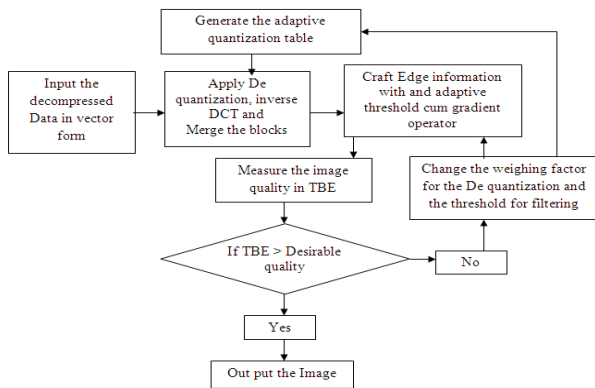 Generate the adaptive
quantization table
Input the
decompressed
Data in vector
form
Apply De
quantization, inverse
DCT and
Merge the blocks
Craft Edge information
with and adaptive
threshold cum gradient
operator
Measure the image
quality in TBE
Change the weighing factor
for the De quantization and
the threshold for filtering
If TBE > Desirable
quality
No
Yes
Out put the Image